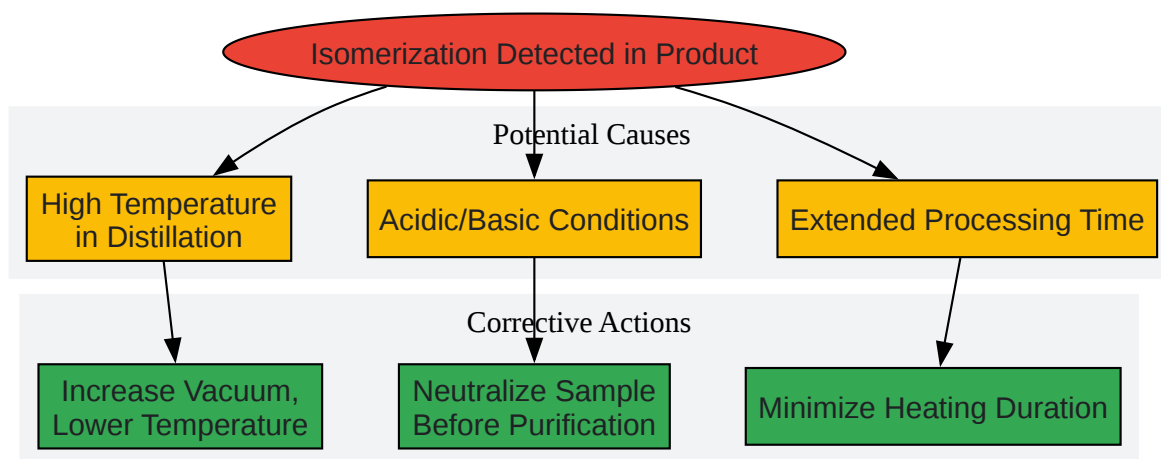 Isomerization Detected in Product
Potential Causes
High Temperature
in Distillation
Acidic/Basic Conditions
Extended Processing Time
Corrective Actions
Increase Vacuum,
Lower Temperature
Neutralize Sample
Before Purification
Minimize Heating Duration